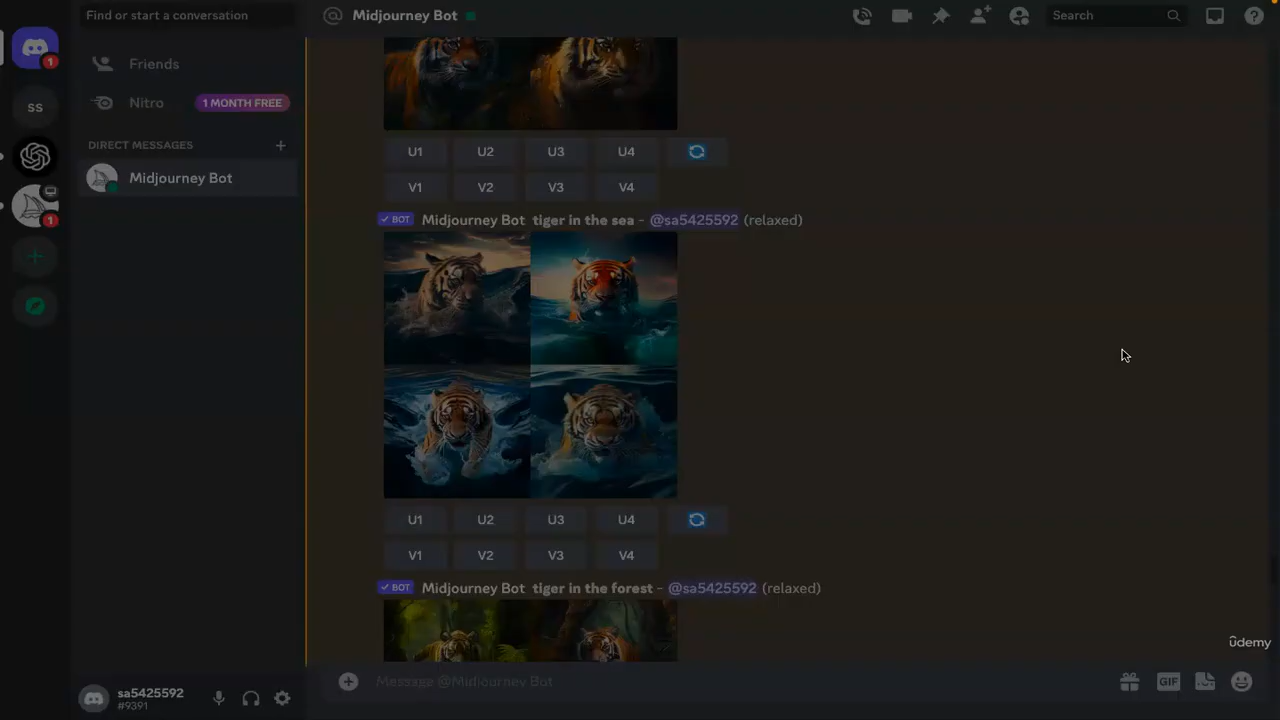 Find or start a conversation
Midjourney Bot
Search
1
Friends
SS
Nitro
1 MONTH FREE
DIRECT MESSAGES
Midjourney Bot
1
U1 U2 U3 U4
V1 V2 V3 V4
BOT Midjourney Bot tiger in the sea - @sa5425592 (relaxed)
U1 U2 U3 U4
V1 V2 V3 V4
BOT Midjourney Bot tiger in the forest - @sa5425592 (relaxed)
udemy
Message @Midjourney Bot
GIF
sa5425592
#9391